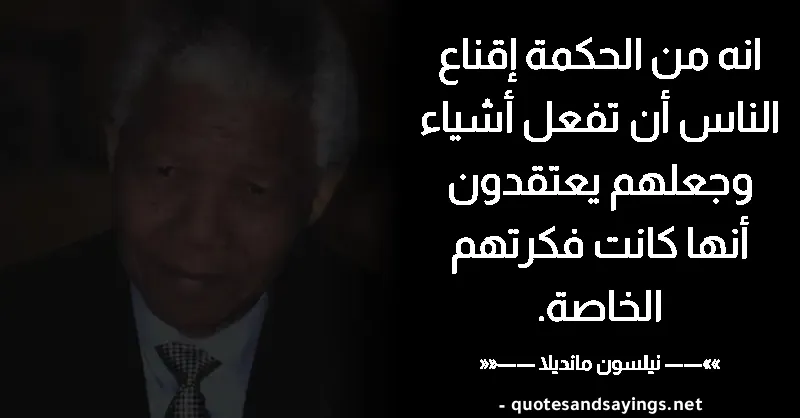 انه من الحكمة إقناع
الناس أن تفعل أشياء
وجعلهم يعتقدون
أنها كانت فكرتهم
الخاصة.
»»—— نيلسون مانديلا ——««
- quotesandsayings.net